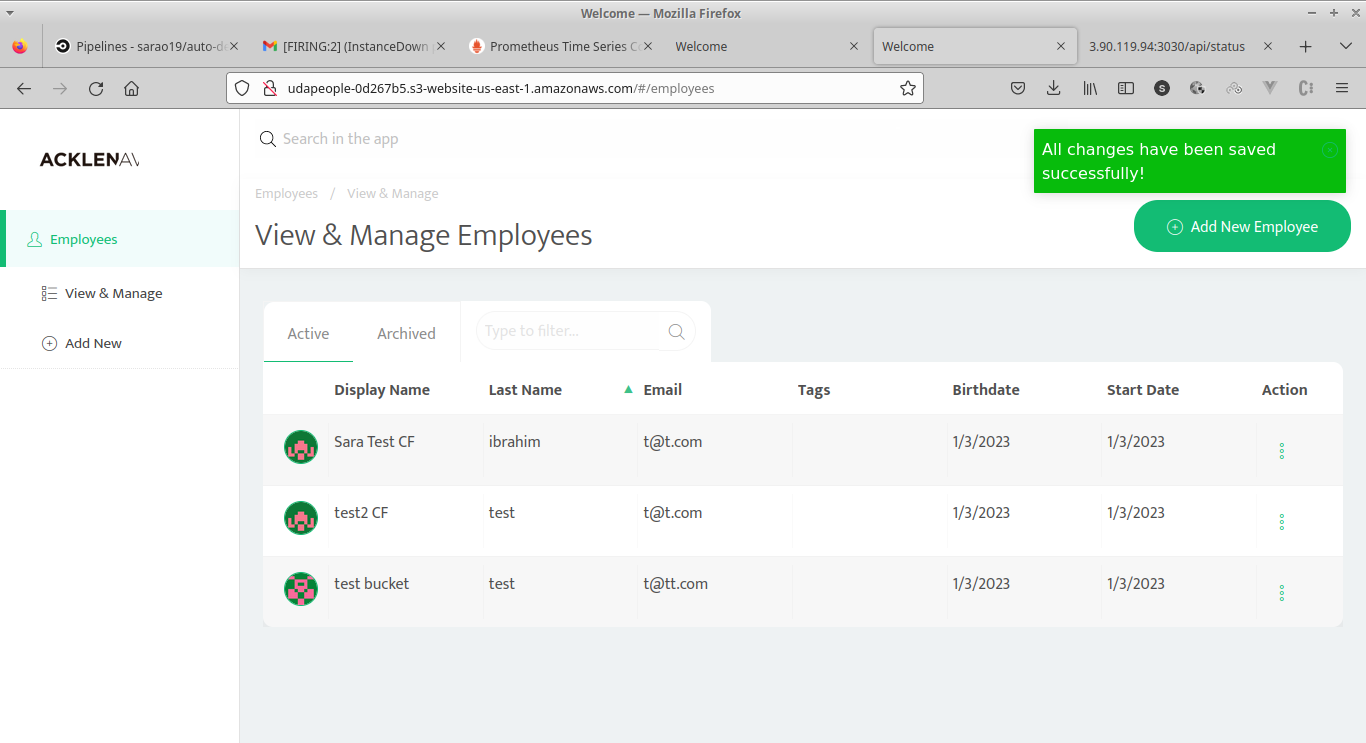 Welcome — Mozilla Firefox
Pipelines - sarao19/auto-de
[FIRING:2] (InstanceDown
Prometheus Time Series Co
Welcome
Welcome
3.90.119.94:3030/api/status
udapeople-0d267b5.s3-website-us-east-1.amazonaws.com/#/employees
ACKLENAV
Search in the app
All changes have been saved
successfully!
Employees / View & Manage
View & Manage Employees
Add New Employee
Employees
View & Manage
Add New
Active
Archived
Type to filter...
Display Name Last Name Email Tags Birthdate Start Date Action
Sara Test CF ibrahim t@t.com 1/3/2023 1/3/2023
test2 CF test t@t.com 1/3/2023 1/3/2023
test bucket test t@tt.com 1/3/2023 1/3/2023